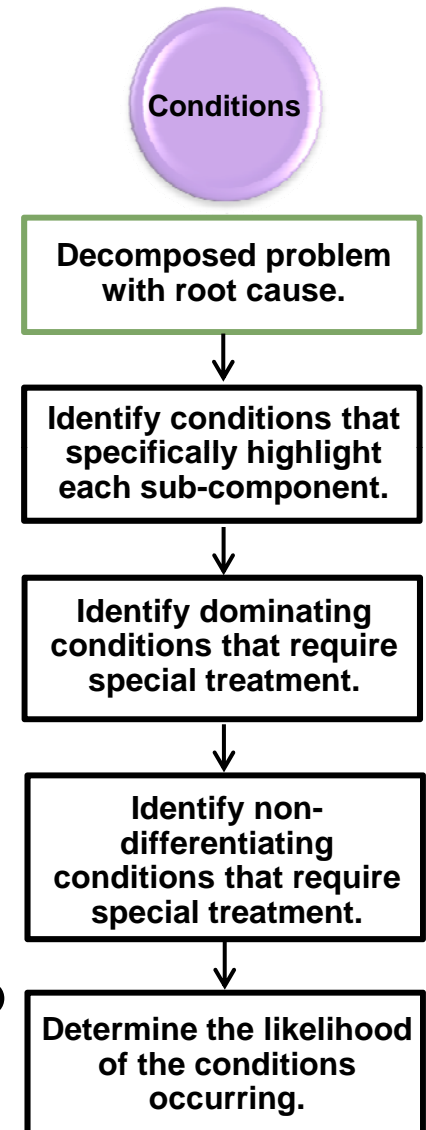 Conditions
Decomposed problem
with root cause.
Identify conditions that
specifically highlight
each sub-component.
Identify dominating
conditions that require
special treatment.
Identify non-
differentiating
conditions that require
special treatment.
)
Determine the likelihood
of the conditions
occurring.